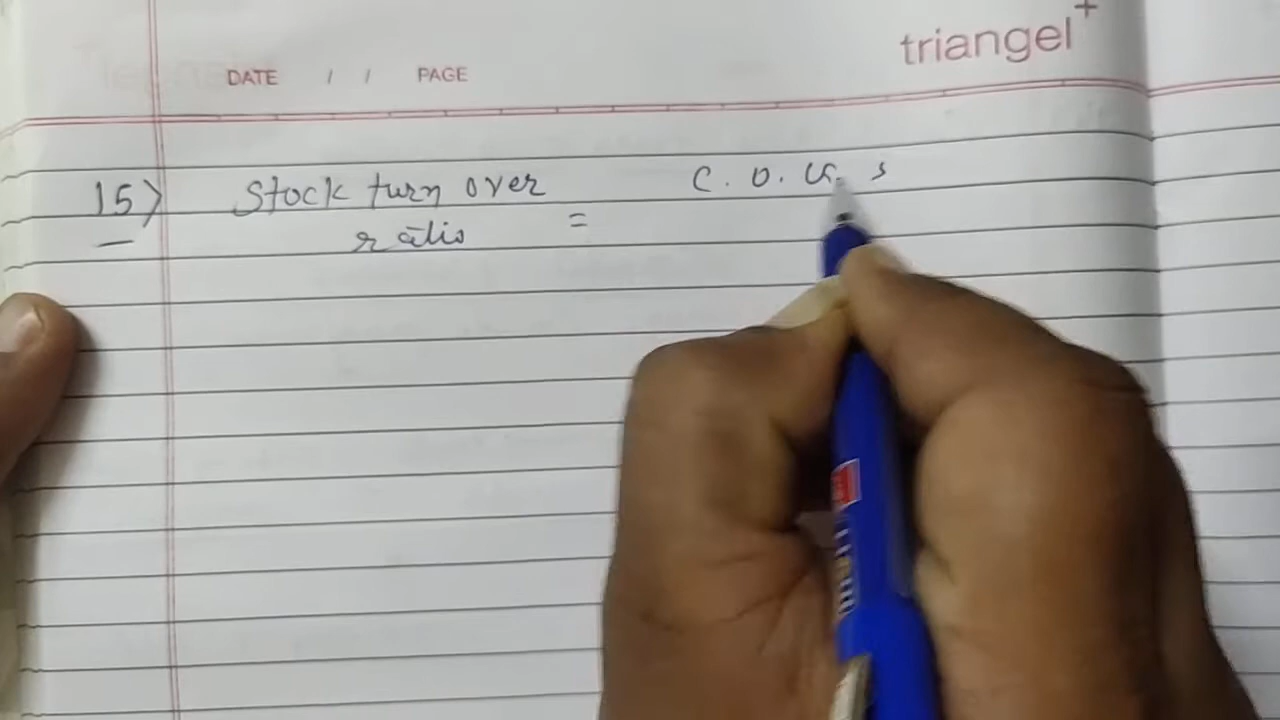 triangel+
DATE / / PAGE
15) Stock turn over = C. O. G. S
ratio